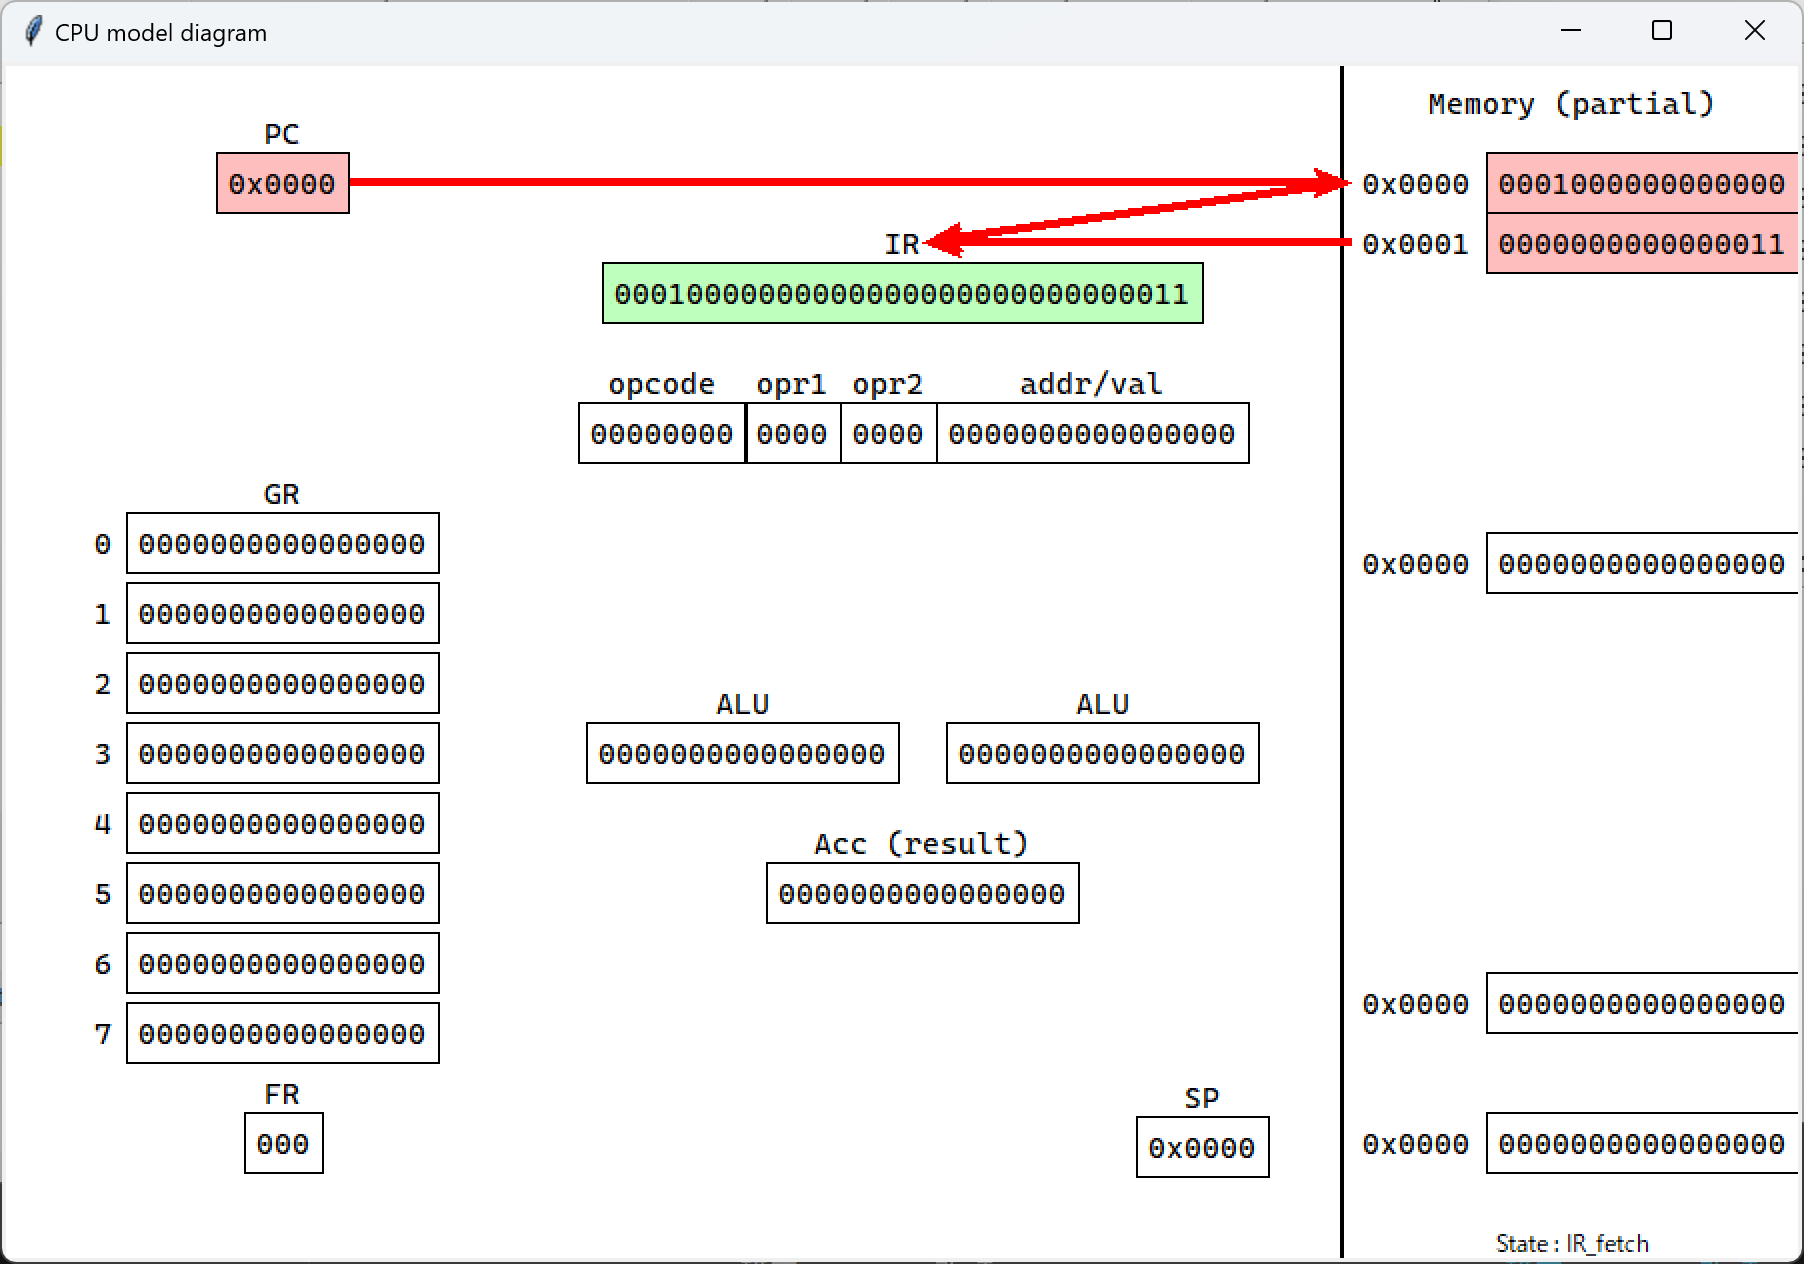 CPU model diagram
Memory (partial)
PC
0x0000
0x0000 0001000000000000
IR 0x0001 0000000000000011
00010000000000000000000000000011
opcode opr1 opr2 addr/val
00000000 0000 0000 0000000000000000
GR
0 0000000000000000
0x0000 0000000000000000
1 0000000000000000
2 0000000000000000
ALU ALU
3 0000000000000000
0000000000000000 0000000000000000
4 0000000000000000
Acc (result)
5 0000000000000000
0000000000000000
6 0000000000000000
0x0000 0000000000000000
7 0000000000000000
FR SP
000 0x0000
0x0000 0000000000000000
State : IR_fetch